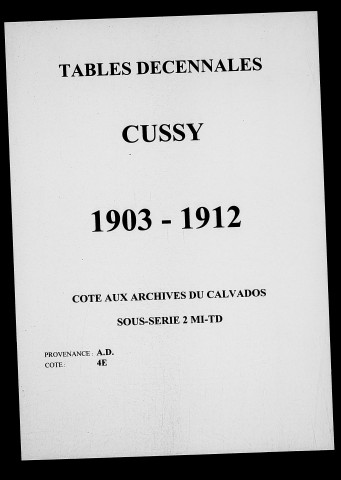 TABLES DECENNALES
CUSSY
1903 - 1912
COTE AUX ARCHIVES DU CALVADOS
SOUS-SERIE 2 MI-TD
PROVENANCE : A.D.
COTE : 4E